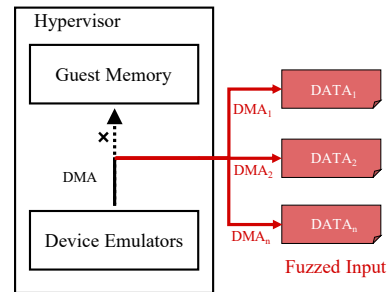 Hypervisor
Guest Memory
×
DMA
Device Emulators
DMA₁
DATA₁
DMA₂
DATA₂
DMAₙ
DATAₙ
Fuzzed Input